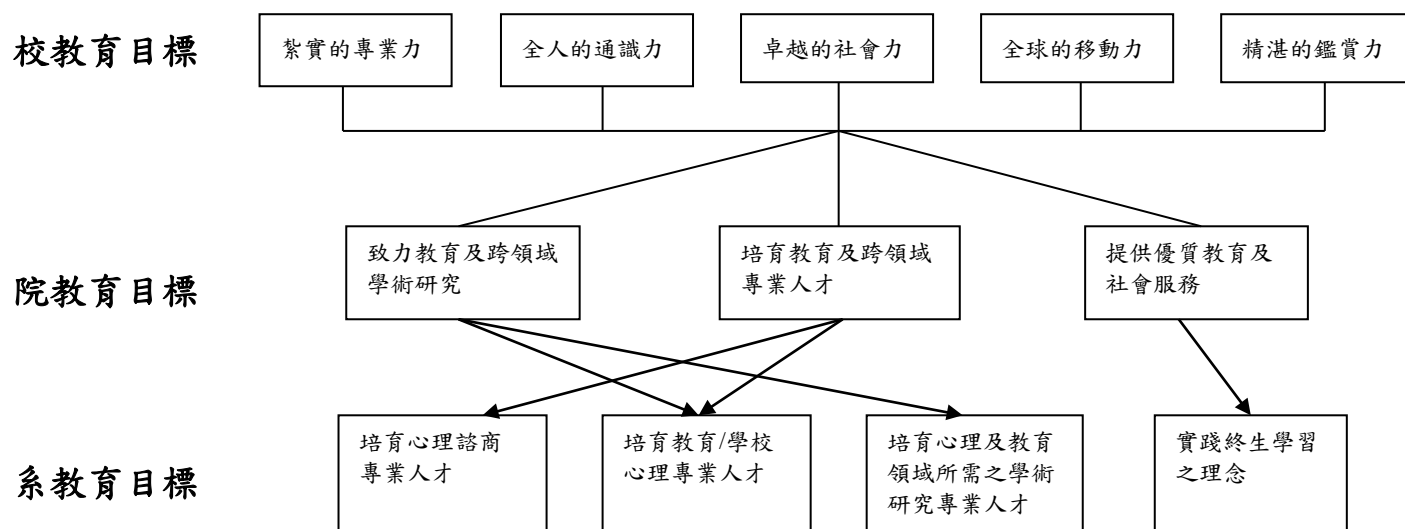 校教育目標
紮實的專業力
全人的通識力
卓越的社會力
全球的移動力
精湛的鑑賞力
院教育目標
致力教育及跨領域
學術研究
培育教育及跨領域
專業人才
提供優質教育及
社會服務
系教育目標
培育心理諮商
專業人才
培育教育/學校
心理專業人才
培育心理及教育
領域所需之學術
研究專業人才
實踐終生學習
之理念